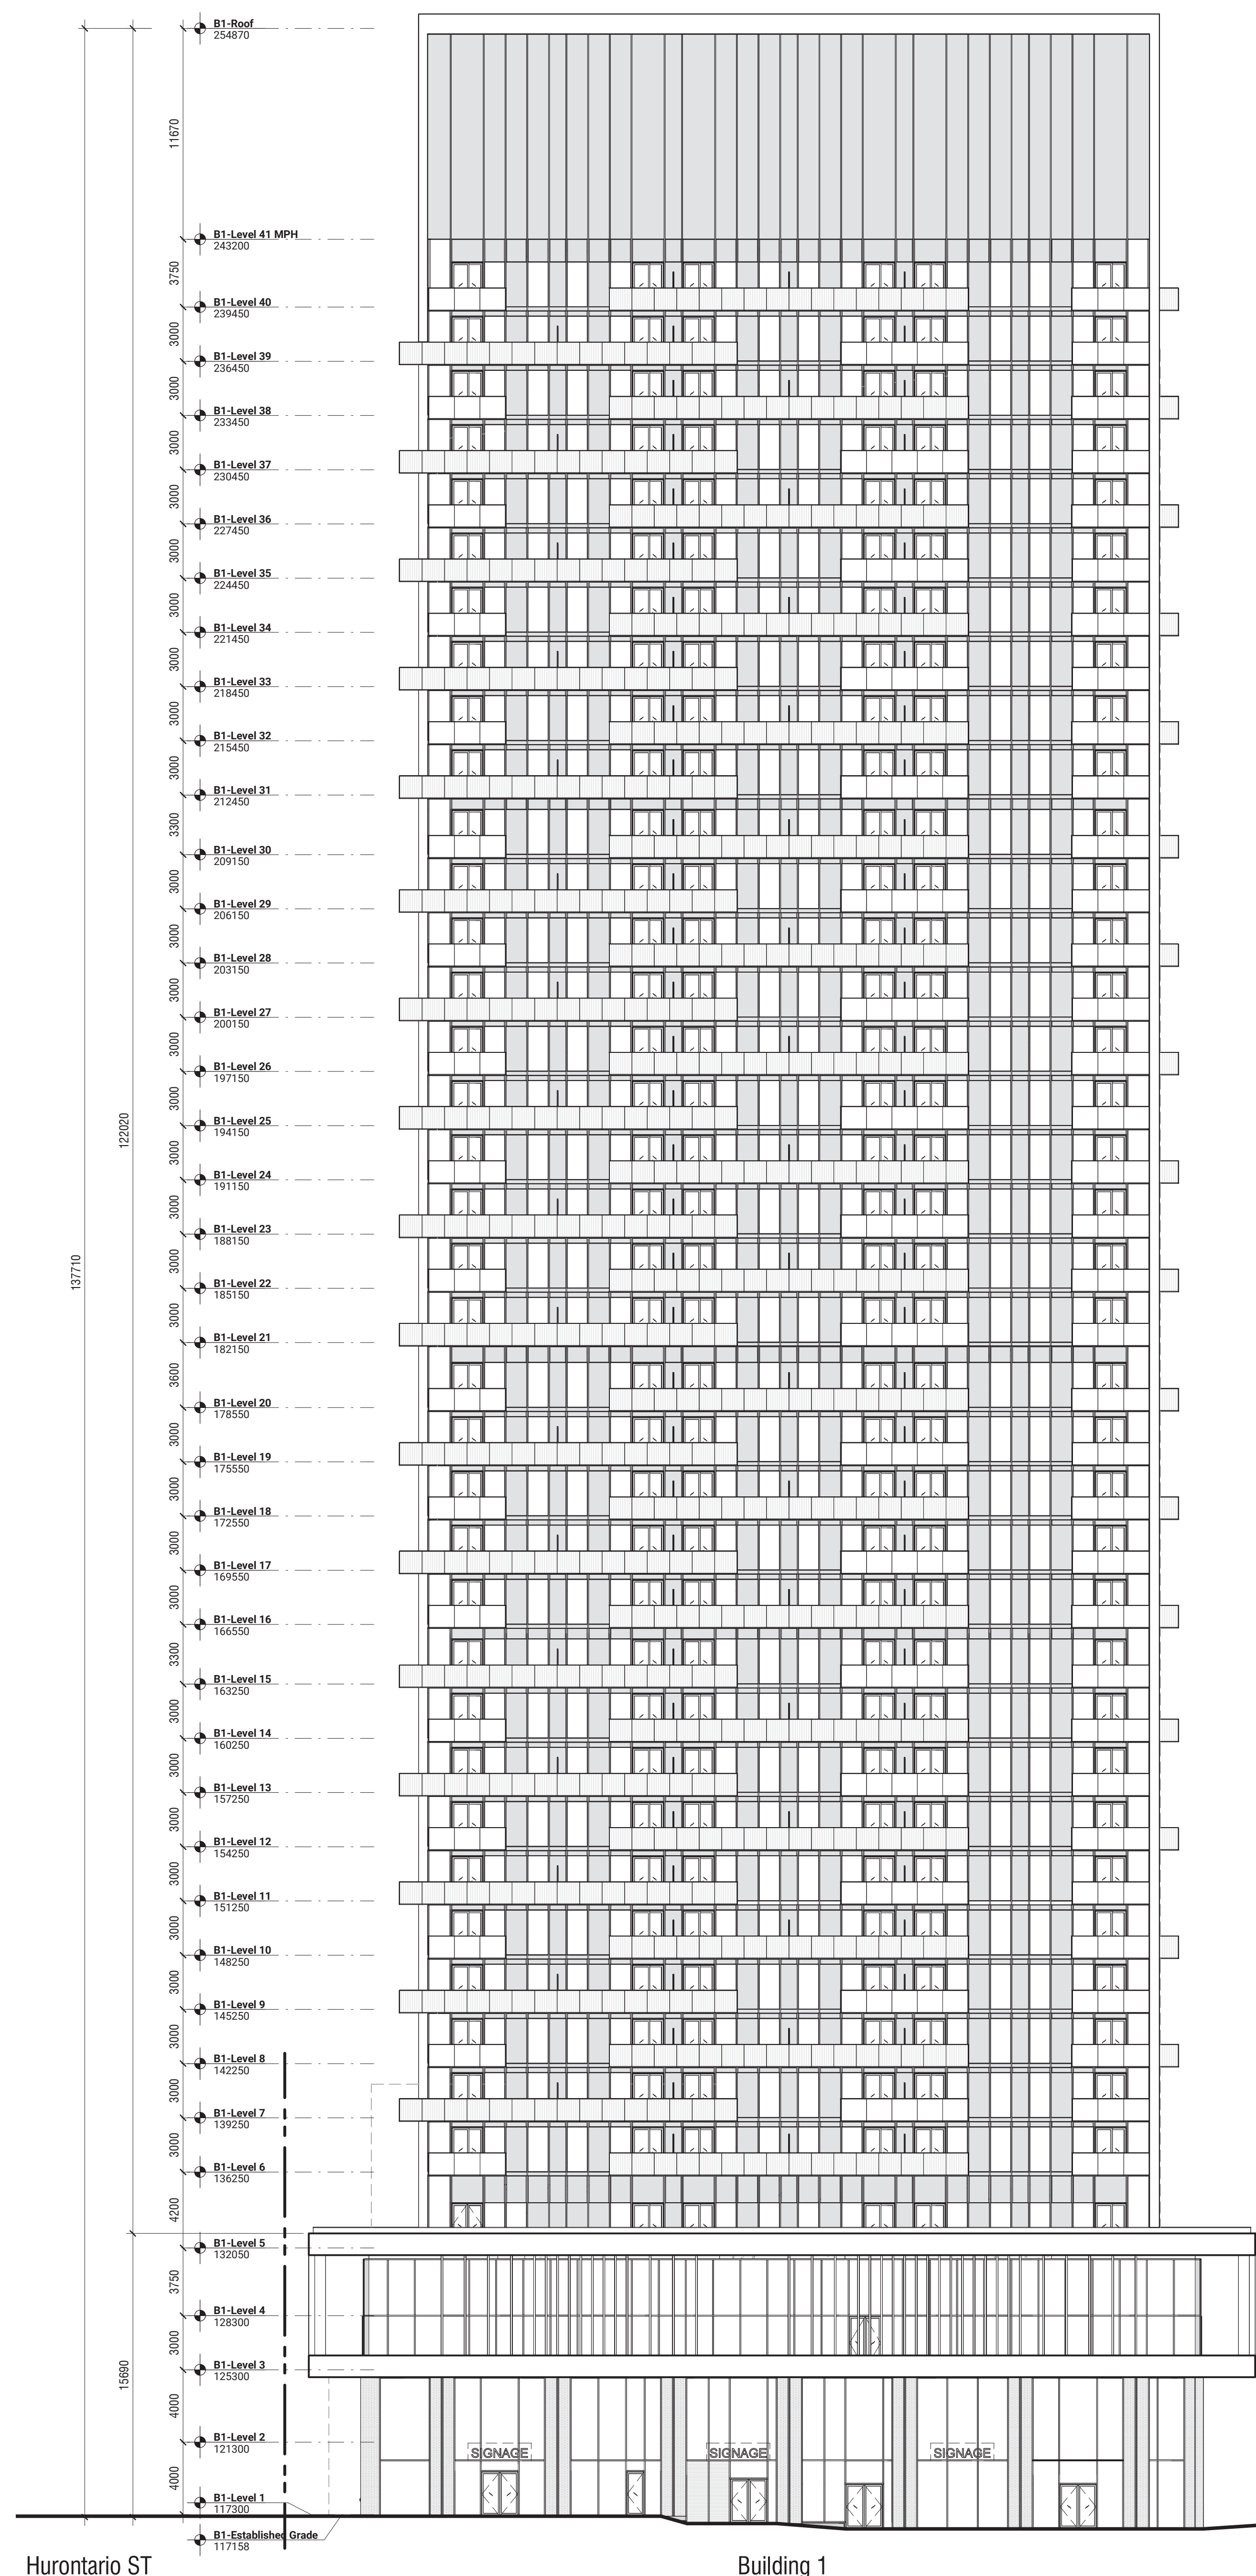 B1-Roof
254870
11670
B1-Level 41 MPH
243200
3750
B1-Level 40
239450
3000
B1-Level 39
236450
3000
B1-Level 38
233450
3000
B1-Level 37
230450
3000
B1-Level 36
227450
3000
B1-Level 35
224450
3000
B1-Level 34
221450
3000
B1-Level 33
218450
3000
B1-Level 32
215450
3000
B1-Level 31
212450
3300
B1-Level 30
209150
3000
B1-Level 29
206150
3000
B1-Level 28
203150
3000
B1-Level 27
200150
3000
B1-Level 26
197150
3000
B1-Level 25
194150
122020
3000
B1-Level 24
191150
3000
B1-Level 23
188150
137710
3000
B1-Level 22
185150
3000
B1-Level 21
182150
3600
B1-Level 20
178550
3000
B1-Level 19
175550
3000
B1-Level 18
172550
3000
B1-Level 17
169550
3000
B1-Level 16
166550
3300
B1-Level 15
163250
3000
B1-Level 14
160250
3000
B1-Level 13
157250
3000
B1-Level 12
154250
3000
B1-Level 11
151250
3000
B1-Level 10
148250
3000
B1-Level 9
145250
3000
B1-Level 8
142250
3000
B1-Level 7
139250
3000
B1-Level 6
136250
4200
B1-Level 5
132050
3750
B1-Level 4
128300
3000
B1-Level 3
125300
15690
4000
B1-Level 2
121300
SIGNAGE SIGNAGE SIGNAGE
4000
B1-Level 1
117300
B1-Established Grade
117158
Hurontario ST
Building 1